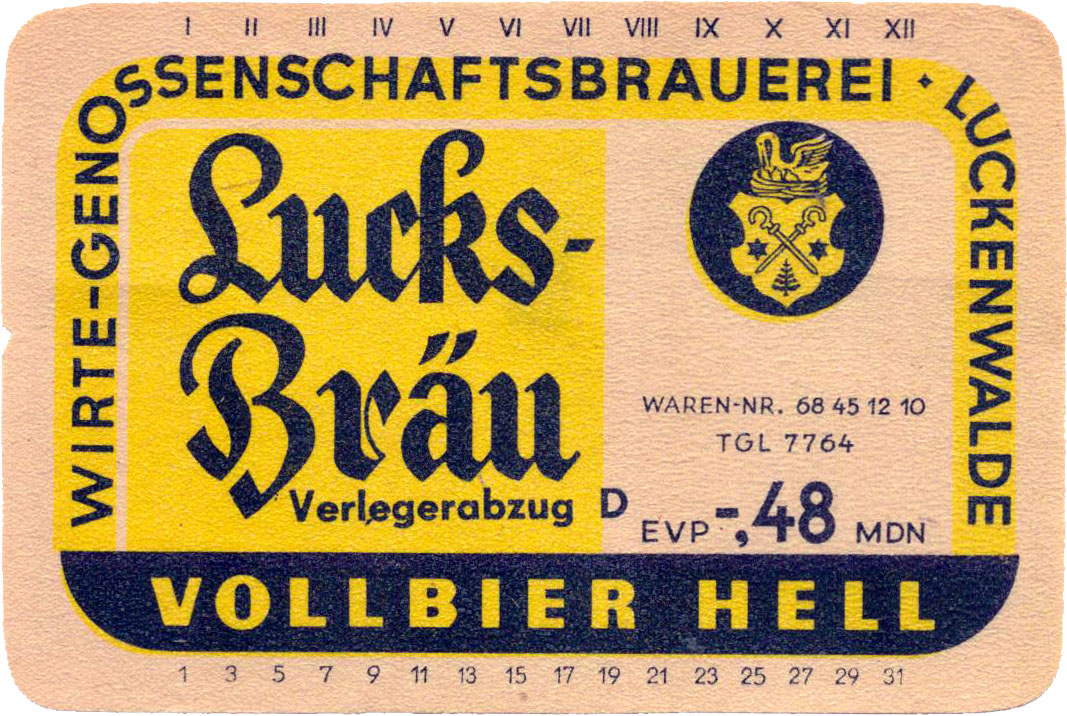 I II III IV V VI VII VIII IX X XI XII
WIRTE-GENOSSENSCHAFTSBRAUEREI · LUCKENWALDE
Lucks-
Bräu
Verlegerabzug D
WAREN-NR. 68 45 12 10
TGL 7764
EVP -,48 MDN
VOLLBIER HELL
1 3 5 7 9 11 13 15 17 19 21 23 25 27 29 31